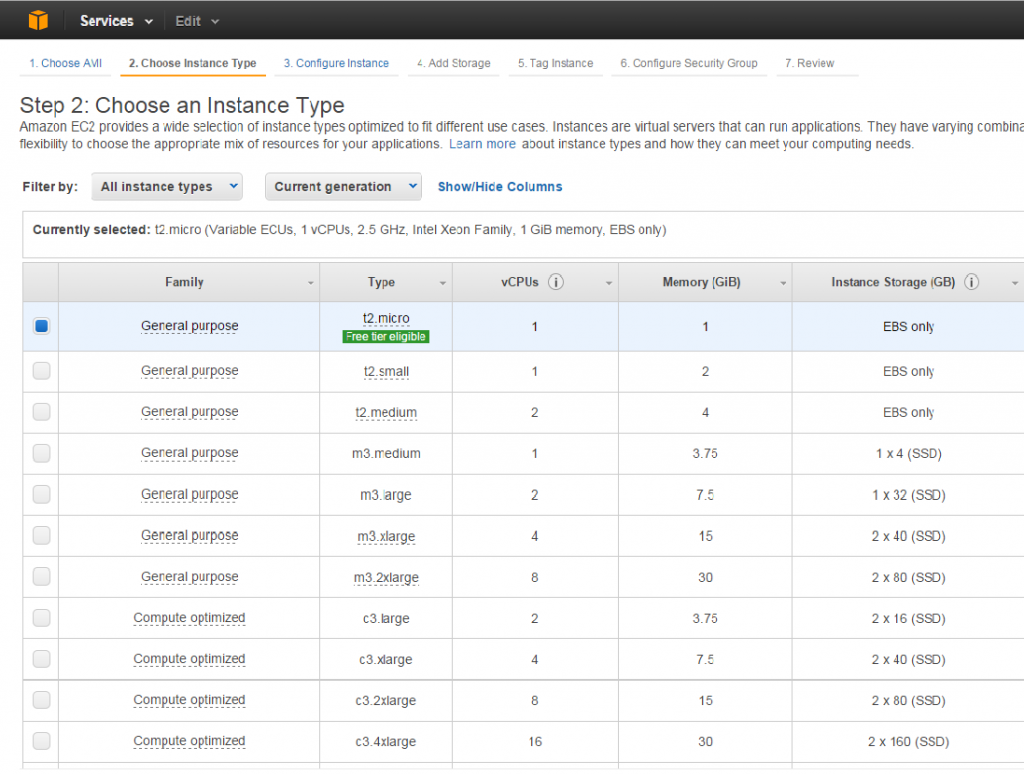 Services Edit
1. Choose AMI 2. Choose Instance Type 3. Configure Instance 4. Add Storage 5. Tag Instance 6. Configure Security Group 7. Review
Step 2: Choose an Instance Type
Amazon EC2 provides a wide selection of instance types optimized to fit different use cases. Instances are virtual servers that can run applications. They have varying combina
flexibility to choose the appropriate mix of resources for your applications. Learn more about instance types and how they can meet your computing needs.
Filter by: All instance types Current generation Show/Hide Columns
Currently selected: t2.micro (Variable ECUs, 1 vCPUs, 2.5 GHz, Intel Xeon Family, 1 GiB memory, EBS only)
Family Type vCPUs i Memory (GiB) Instance Storage (GB) i
General purpose t2.micro 1 1 EBS only
Free tier eligible
General purpose t2.small 1 2 EBS only
General purpose t2.medium 2 4 EBS only
General purpose m3.medium 1 3.75 1 x 4 (SSD)
General purpose m3.large 2 7.5 1 x 32 (SSD)
General purpose m3.xlarge 4 15 2 x 40 (SSD)
General purpose m3.2xlarge 8 30 2 x 80 (SSD)
Compute optimized c3.large 2 3.75 2 x 16 (SSD)
Compute optimized c3.xlarge 4 7.5 2 x 40 (SSD)
Compute optimized c3.2xlarge 8 15 2 x 80 (SSD)
Compute optimized c3.4xlarge 16 30 2 x 160 (SSD)